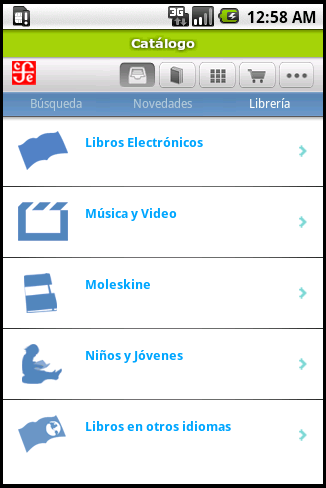 3G
12:58 AM
Catálogo
Búsqueda Novedades Librería
Libros Electrónicos
Música y Video
Moleskine
Niños y Jóvenes
Libros en otros idiomas